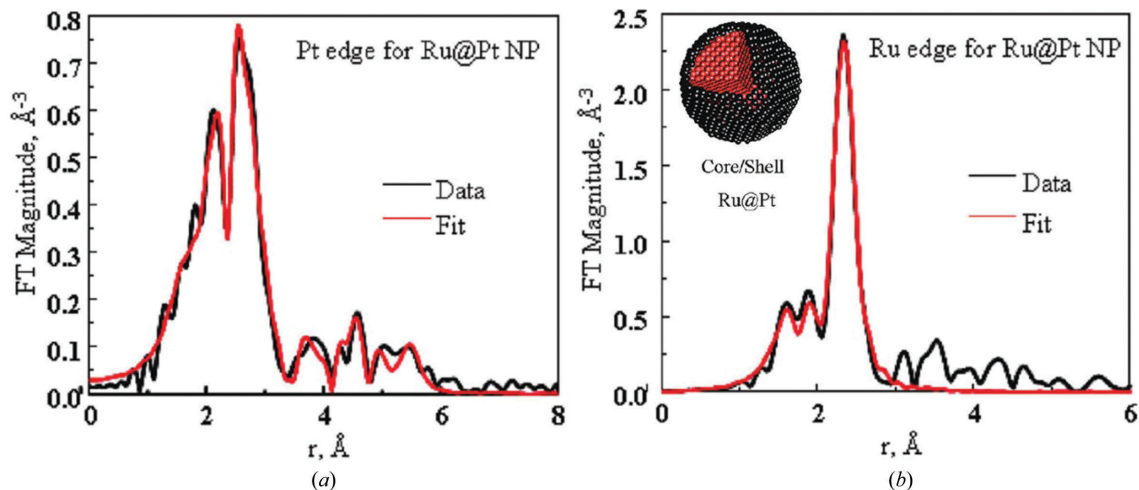 0.8
0.7
0.6
0.5
0.4
0.3
0.2
0.1
0.0
FT Magnitude, Å-3
Pt edge for Ru@Pt NP
Data
Fit
0
2
4
6
8
r, Å
(a)
2.5
2.0
1.5
1.0
0.5
0.0
FT Magnitude, Å-3
Ru edge for Ru@Pt NP
Core/Shell
Ru@Pt
Data
Fit
0
2
4
6
r, Å
(b)